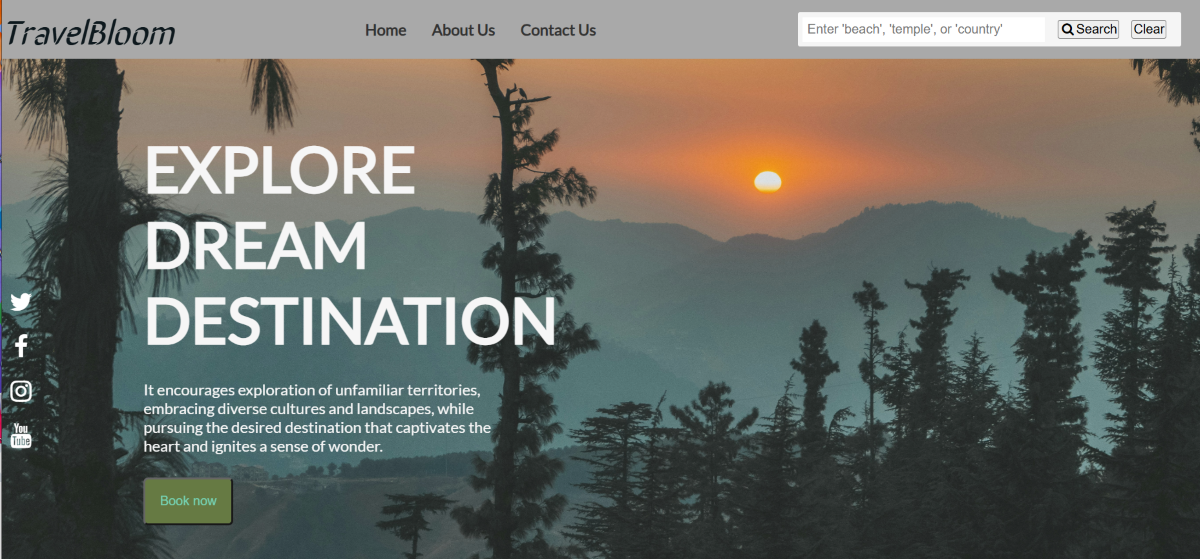 TravelBloom
Home About Us Contact Us
Enter 'beach', 'temple', or 'country' Search Clear
EXPLORE
DREAM
DESTINATION
It encourages exploration of unfamiliar territories,
embracing diverse cultures and landscapes, while
pursuing the desired destination that captivates the
heart and ignites a sense of wonder.
You
Tube
Book now